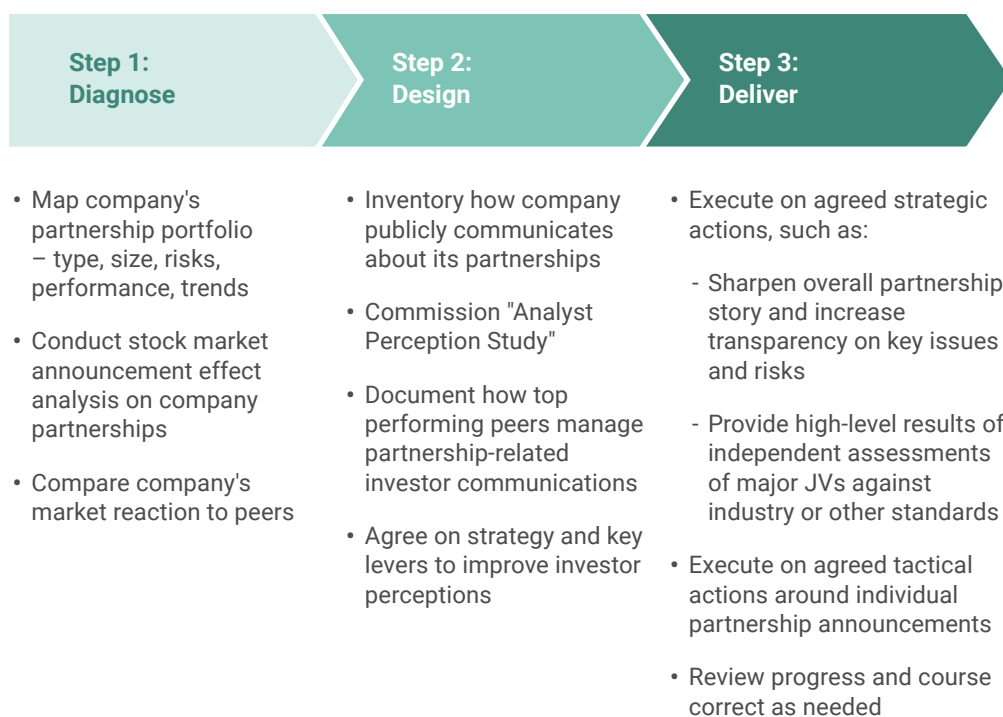 Step 1:
Diagnose
• Map company's
partnership portfolio
– type, size, risks,
performance, trends
• Conduct stock market
announcement effect
analysis on company
partnerships
• Compare company's
market reaction to peers
Step 2:
Design
• Inventory how company
publicly communicates
about its partnerships
• Commission "Analyst
Perception Study"
• Document how top
performing peers manage
partnership-related
investor communications
• Agree on strategy and key
levers to improve investor
perceptions
Step 3:
Deliver
• Execute on agreed strategic
actions, such as:
- Sharpen overall partnership
story and increase
transparency on key issues
and risks
- Provide high-level results of
independent assessments
of major JVs against
industry or other standards
• Execute on agreed tactical
actions around individual
partnership announcements
• Review progress and course
correct as needed